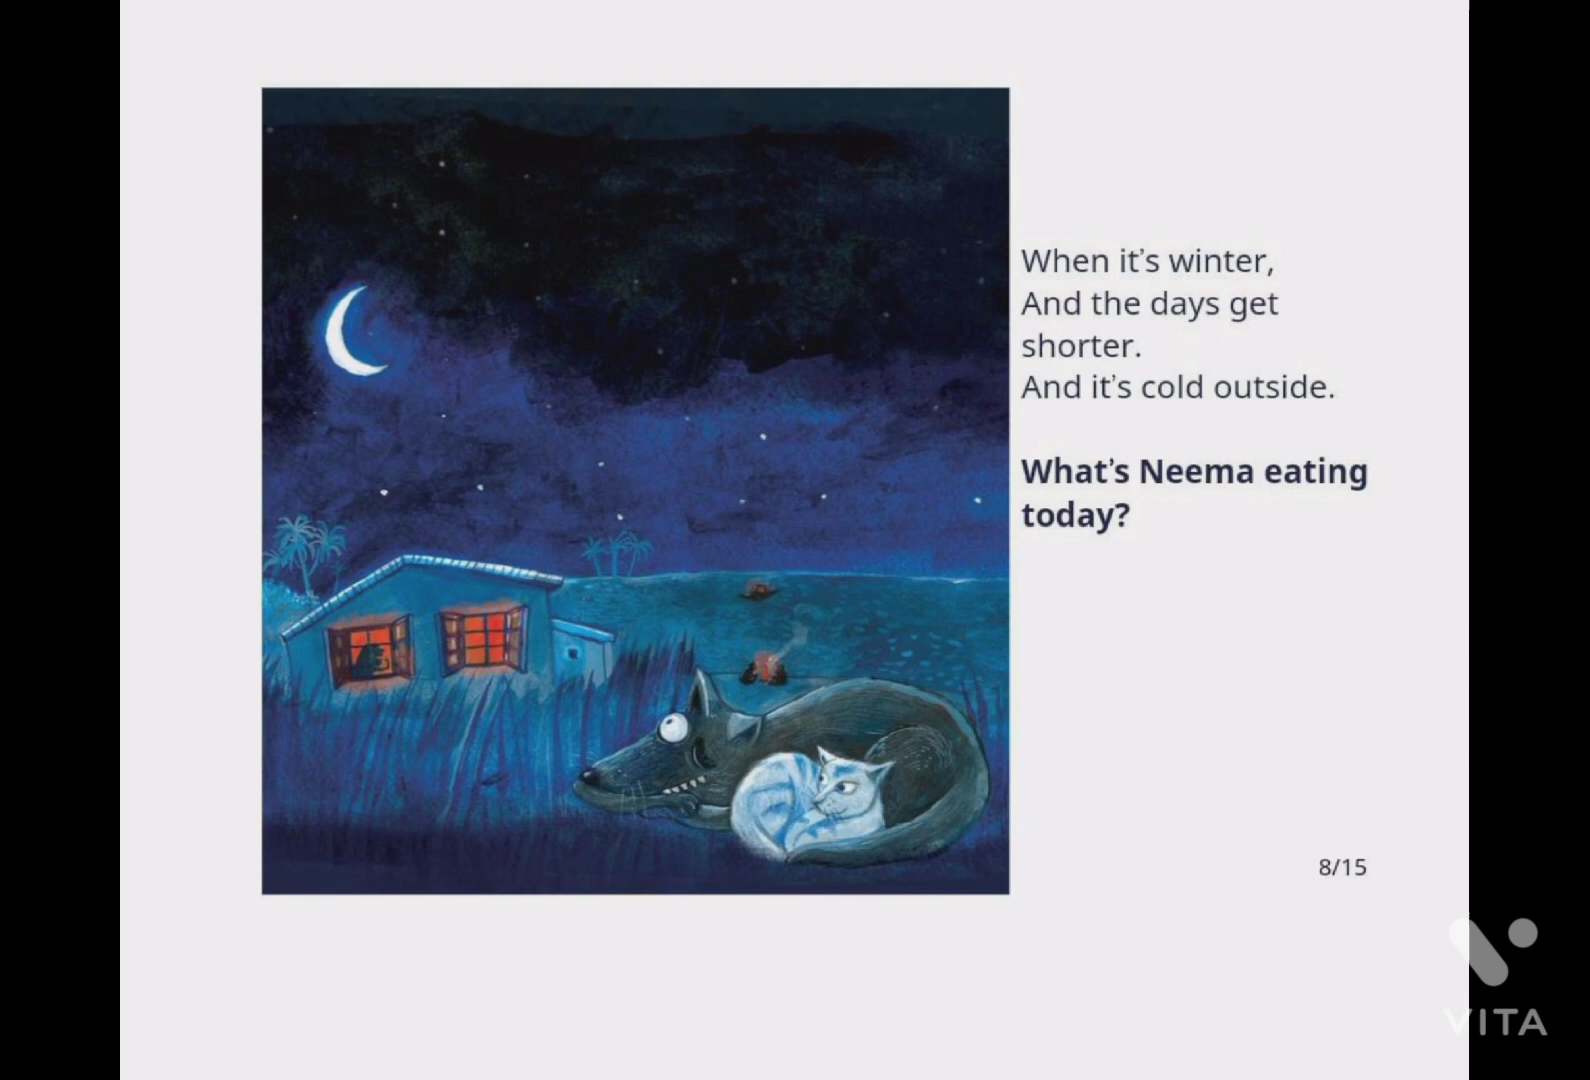 When it’s winter,
And the days get
shorter.
And it’s cold outside.
What’s Neema eating
today?
8/15
VITA